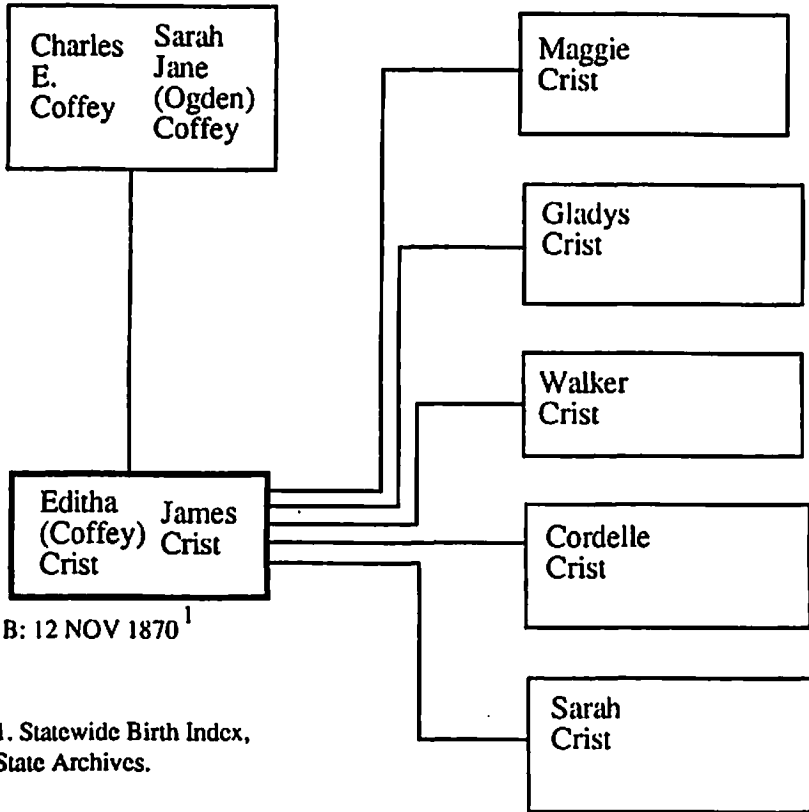 Charles
E.
Coffey
Sarah
Jane
(Ogden)
Coffey
Maggie
Crist
Gladys
Crist
Walker
Crist
Editha
(Coffey)
Crist
James
Crist
Cordelle
Crist
B: 12 NOV 1870 1
Sarah
Crist
1. Statewide Birth Index,
State Archives.